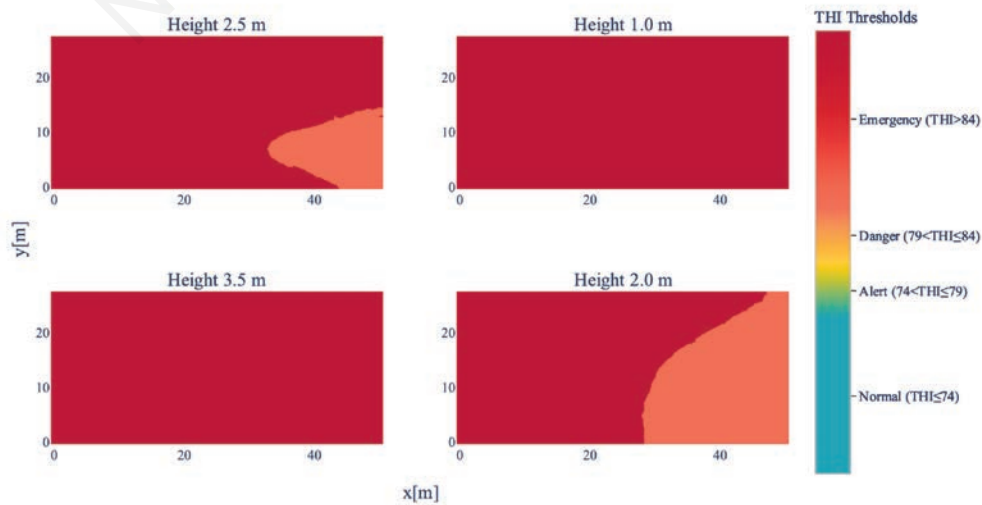 THI Thresholds
Height 2.5 m
Height 1.0 m
20
10
0
0
20
40
20
10
0
0
20
40
Emergency (THI>84)
Danger (79<THI≤84)
Alert (74<THI≤79)
Normal (THI≤74)
y[m]
Height 3.5 m
Height 2.0 m
20
10
0
0
20
40
20
10
0
0
20
40
x[m]